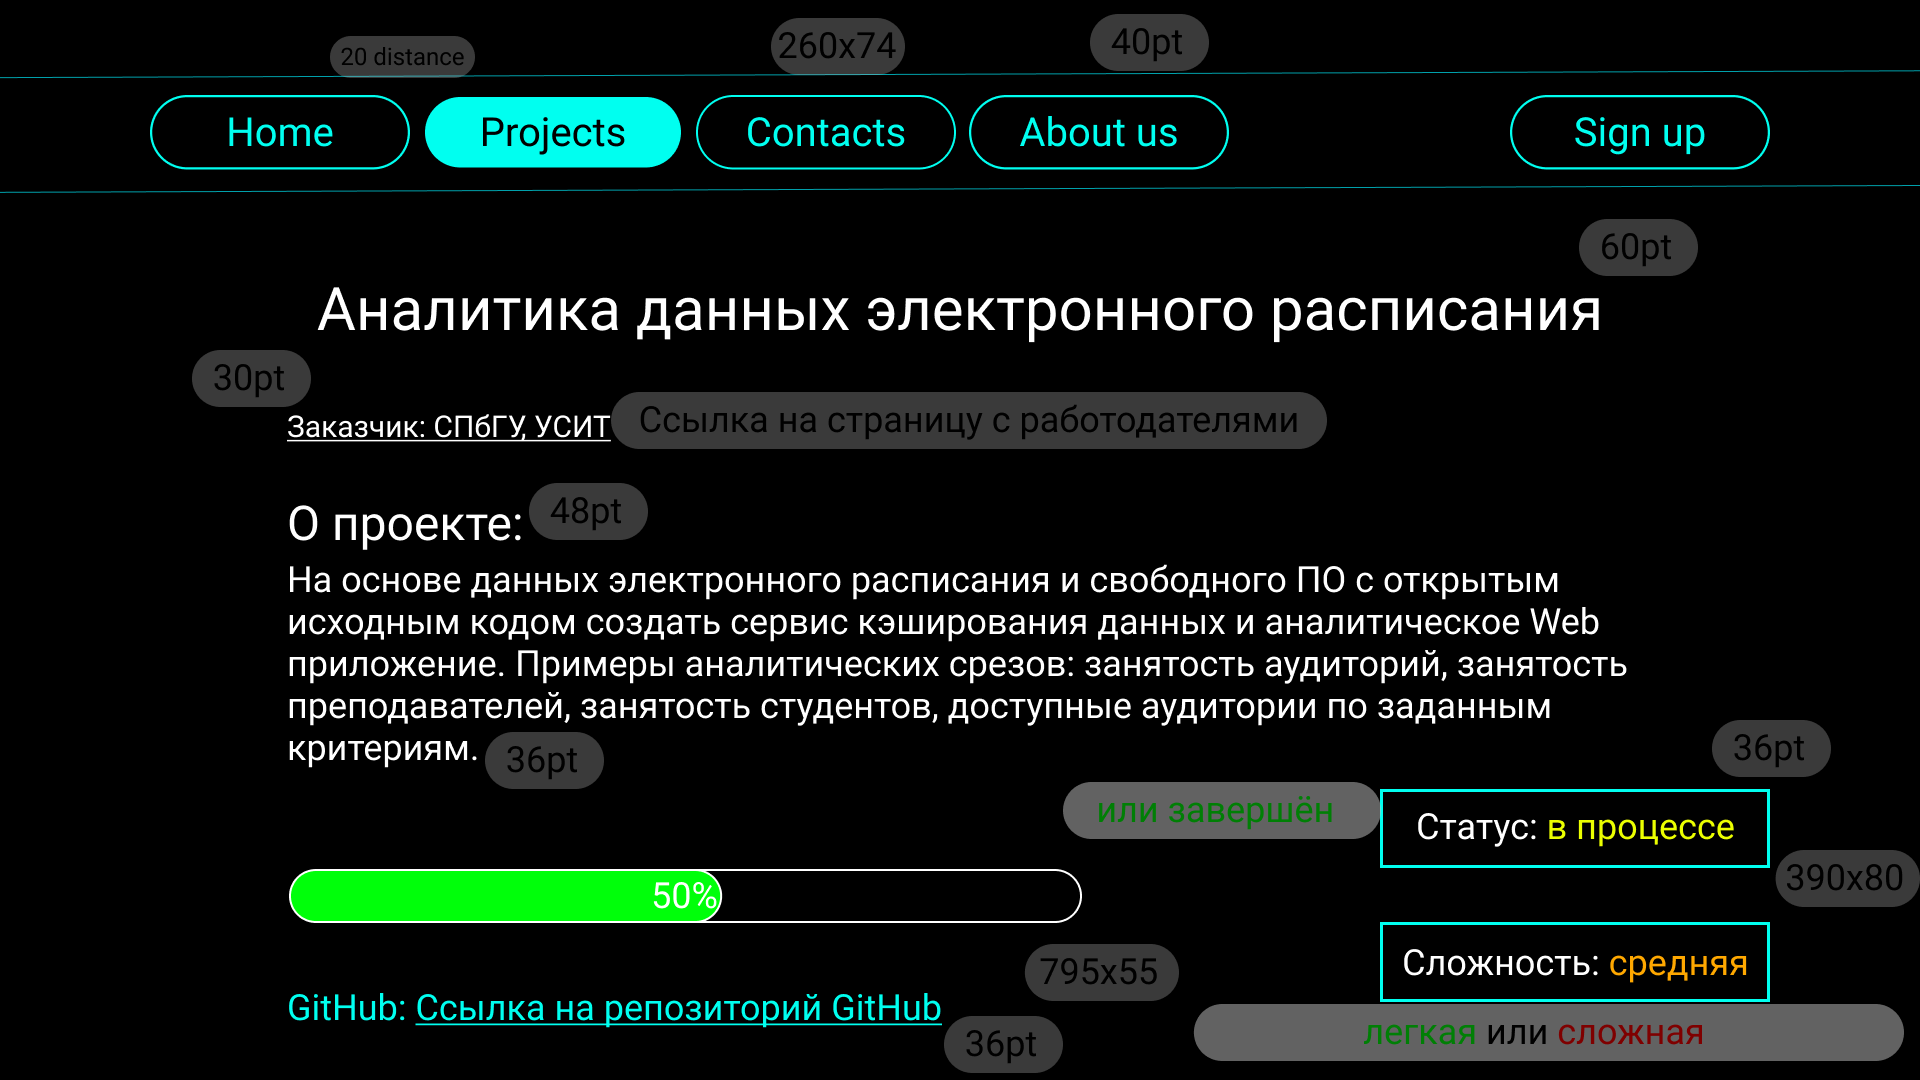 20 distance
260x74
40pt
Home
Projects
Contacts
About us
Sign up
60pt
Аналитика данных электронного расписания
30pt
Заказчик: СПбГУ, УСИТ
Ссылка на страницу с работодателями
О проекте:
48pt
На основе данных электронного расписания и свободного ПО с открытым
исходным кодом создать сервис кэширования данных и аналитическое Web
приложение. Примеры аналитических срезов: занятость аудиторий, занятость
преподавателей, занятость студентов, доступные аудитории по заданным
критериям.
36pt
36pt
или завершён
Статус: в процессе
390x80
50%
795x55
Сложность: средняя
легкая или сложная
GitHub: Ссылка на репозиторий GitHub
36pt